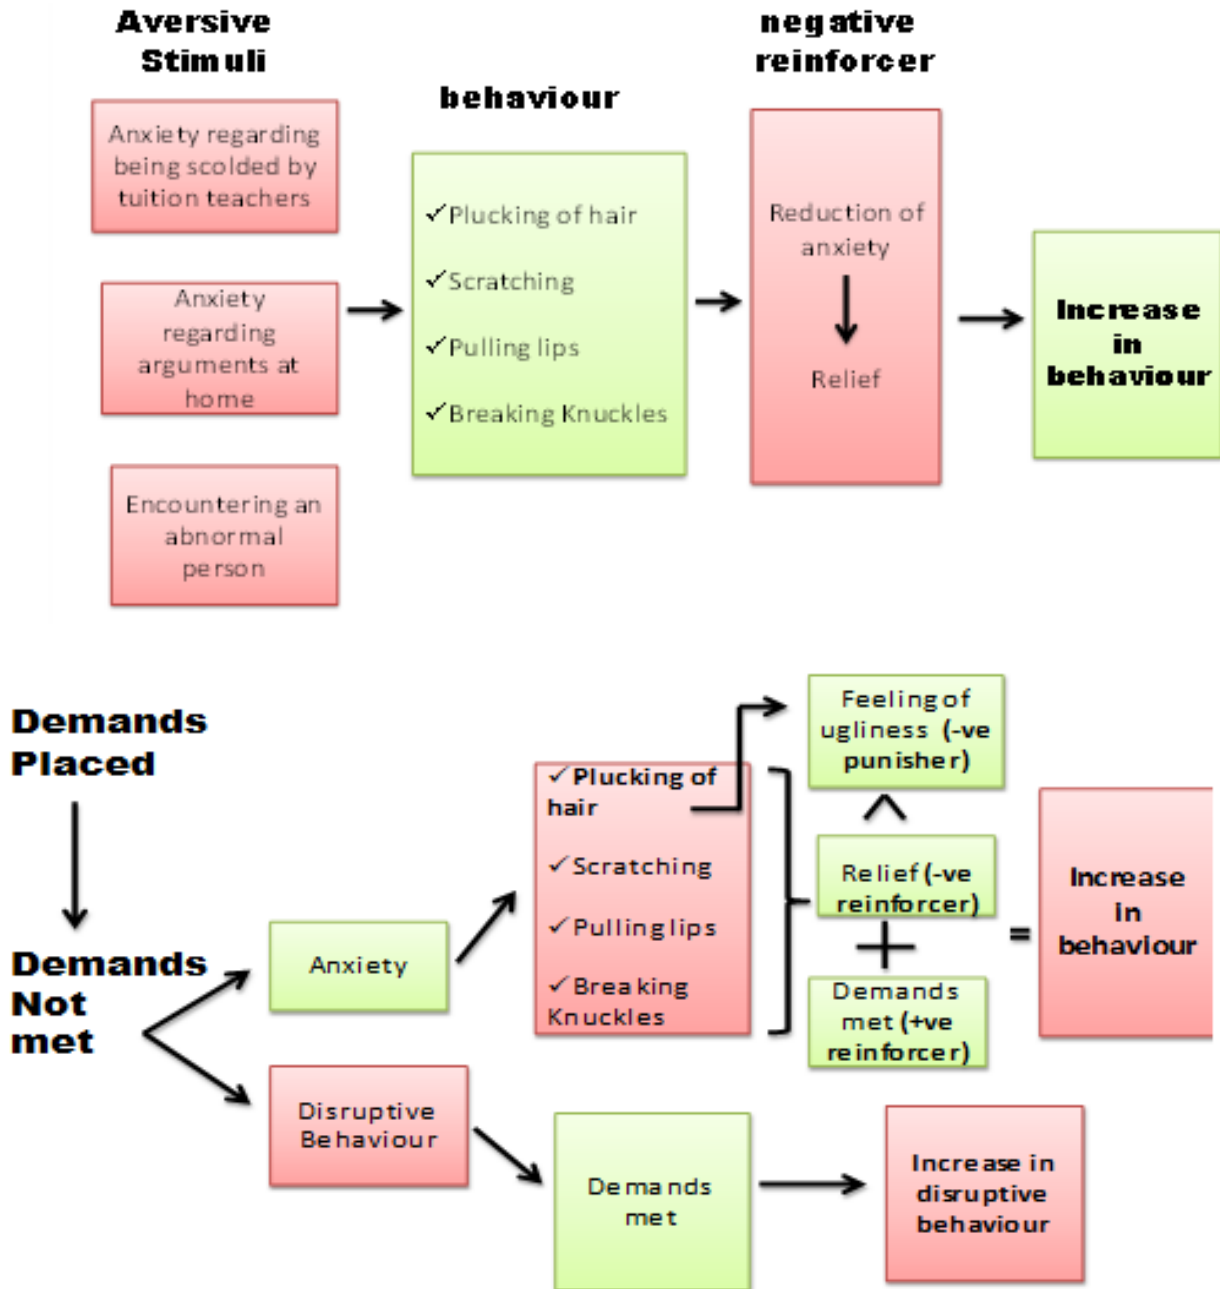 Aversive
Stimuli
negative
reinforcer
behaviour
Anxiety regarding
being scolded by
tuition teachers
Anxiety
regarding
arguments at
home
Encountering an
abnormal
person
✓Plucking of hair
✓Scratching
✓Pulling lips
✓Breaking Knuckles
Reduction of
anxiety
Relief
Increase
in
behaviour
Demands
Placed
Demands
Not
met
Anxiety
Disruptive
Behaviour
✓ Plucking of
hair
✓ Scratching
✓ Pulling lips
✓ Breaking
Knuckles
Feeling of
ugliness (-ve
punisher)
<
Relief (-ve
reinforcer)
+
Demands
met (+ve
reinforcer)
=
Increase
in
behaviour
Demands
met
Increase in
disruptive
behaviour